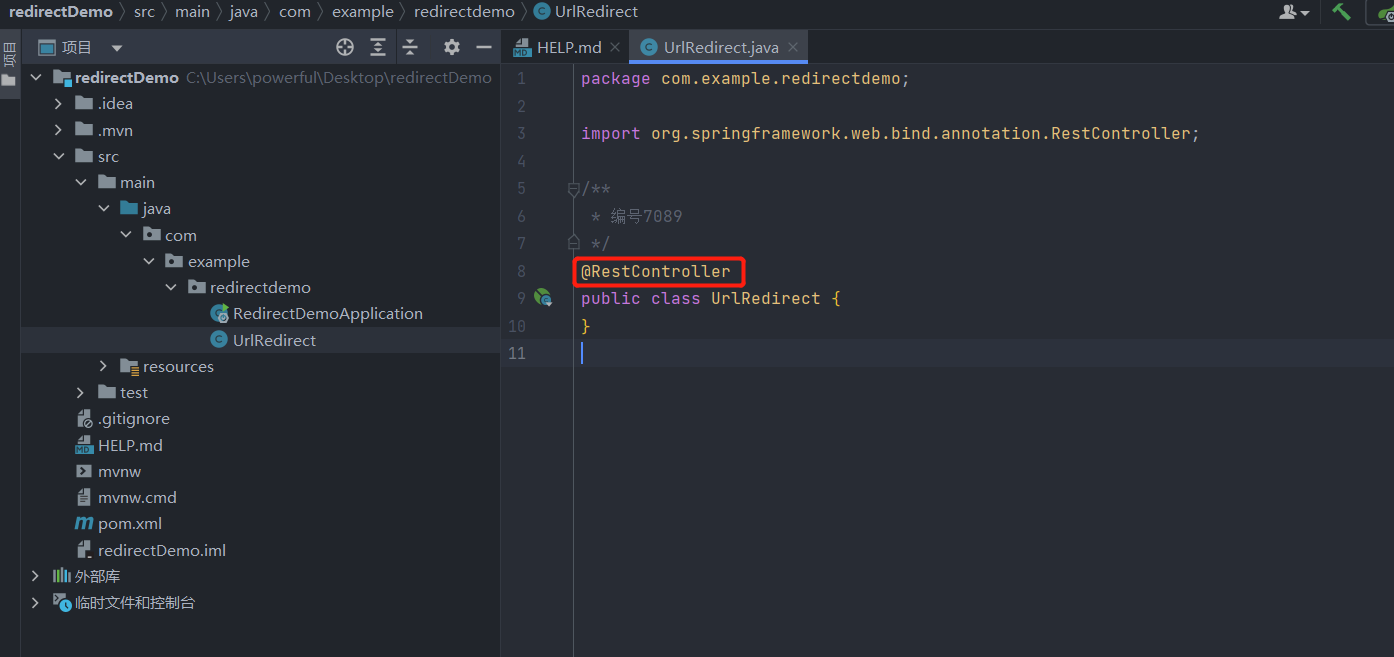 redirectDemo 〉 src 〉 main 〉 java 〉 com 〉 example 〉 redirectdemo 〉 UrlRedirect
项目
项目
HELP.md
UrlRedirect.java
redirectDemo C:\Users\powerful\Desktop\redirectDemo
.idea
.mvn
src
main
java
com
example
redirectdemo
RedirectDemoApplication
UrlRedirect
resources
test
.gitignore
HELP.md
mvnw
mvnw.cmd
pom.xml
redirectDemo.iml
外部库
临时文件和控制台
1 package com.example.redirectdemo;
2
3 import org.springframework.web.bind.annotation.RestController;
4
5 /**
6 * 编号7089
7 */
8 @RestController
9 public class UrlRedirect {
10 }
11